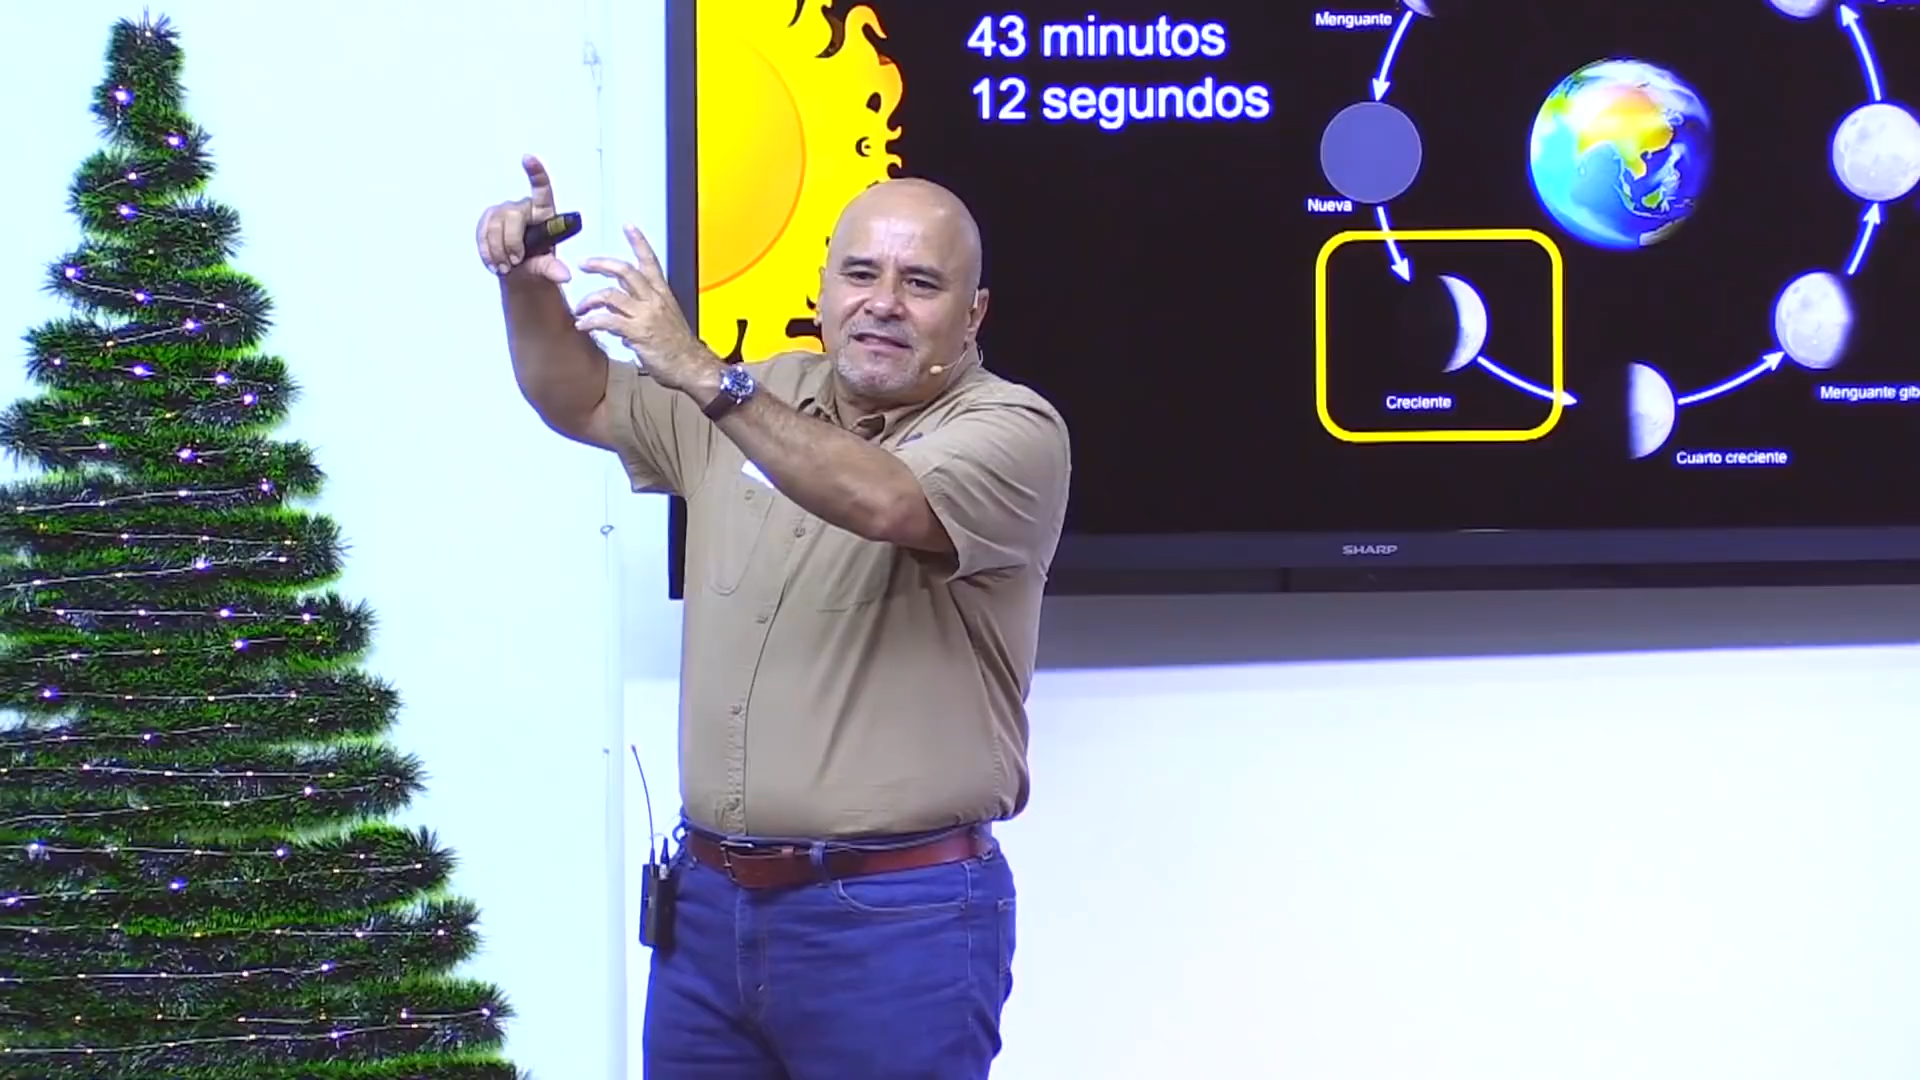 43 minutos
12 segundos
Menguante
Nueva
Creciente
Cuarto creciente
Menguante gib
SHARP